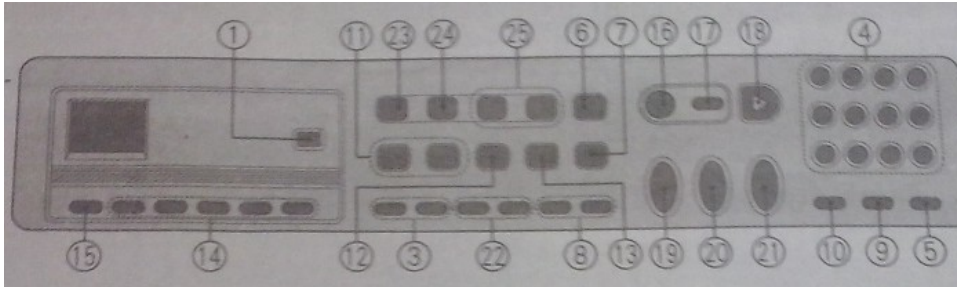 ① ⑪ ㉓ ㉔ ㉕ ⑥ ⑦ ⑯ ⑰ ⑱ ④
⑮ ⑭ ⑫ ③ ㉒ ⑧ ⑬ ⑲ ⑳ ㉑ ⑩ ⑨ ⑤